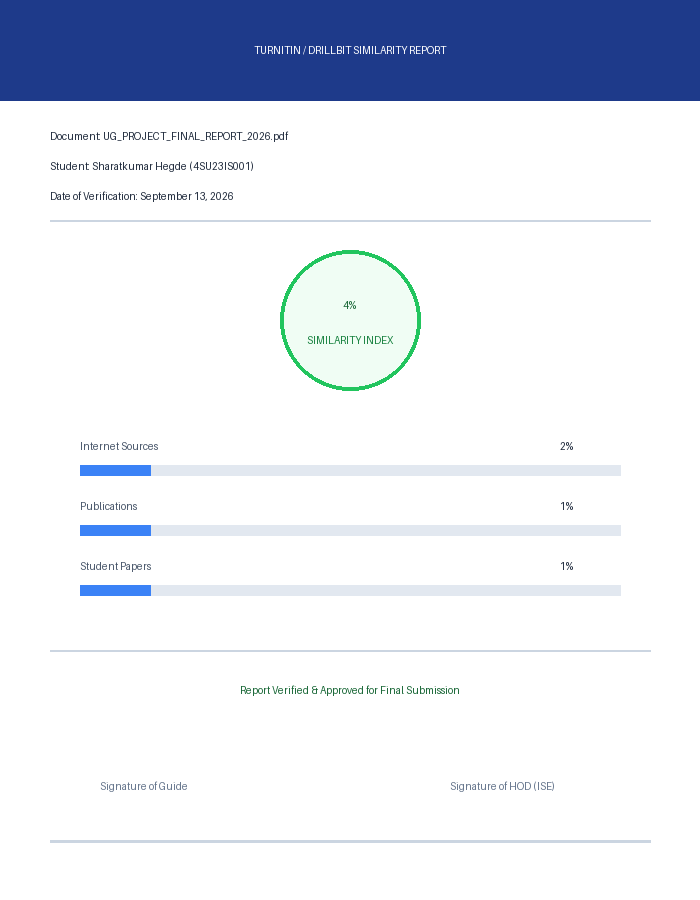 TURNITIN / DRILLBIT SIMILARITY REPORT
Document: UG_PROJECT_FINAL_REPORT_2026.pdf
Student: Sharatkumar Hegde (4SU23IS001)
Date of Verification: September 13, 2026
4%
SIMILARITY INDEX
Internet Sources 2%
Publications 1%
Student Papers 1%
Report Verified & Approved for Final Submission
Signature of Guide Signature of HOD (ISE)